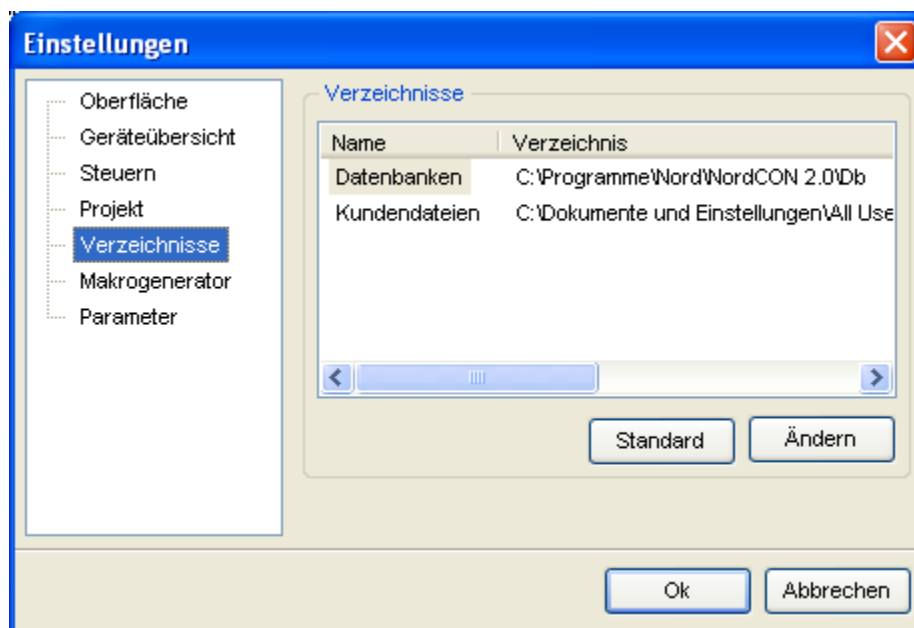 Einstellungen
Oberfläche
Geräteübersicht
Steuern
Projekt
Verzeichnisse
Makrogenerator
Parameter
Verzeichnisse
Name Verzeichnis
Datenbanken C:\Programme\Nord\NordCON 2.0\Db
Kundendateien C:\Dokumente und Einstellungen\All Use
Standard Ändern
Ok Abbrechen